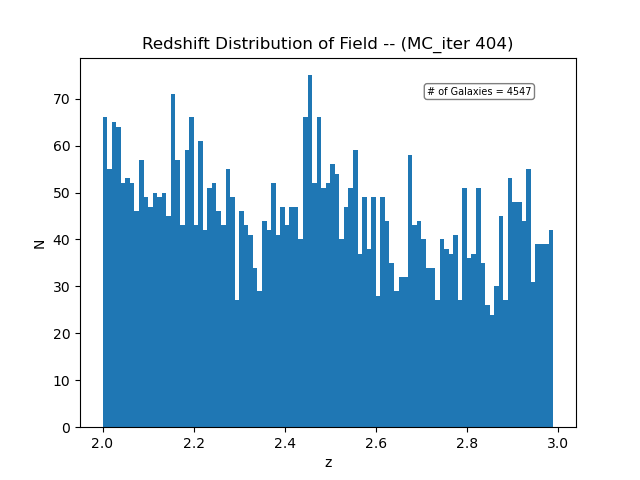 Redshift Distribution of Field -- (MC_iter 404)
# of Galaxies = 4547
70
60
50
40
30
20
10
0
N
2.0 2.2 2.4 2.6 2.8 3.0
z